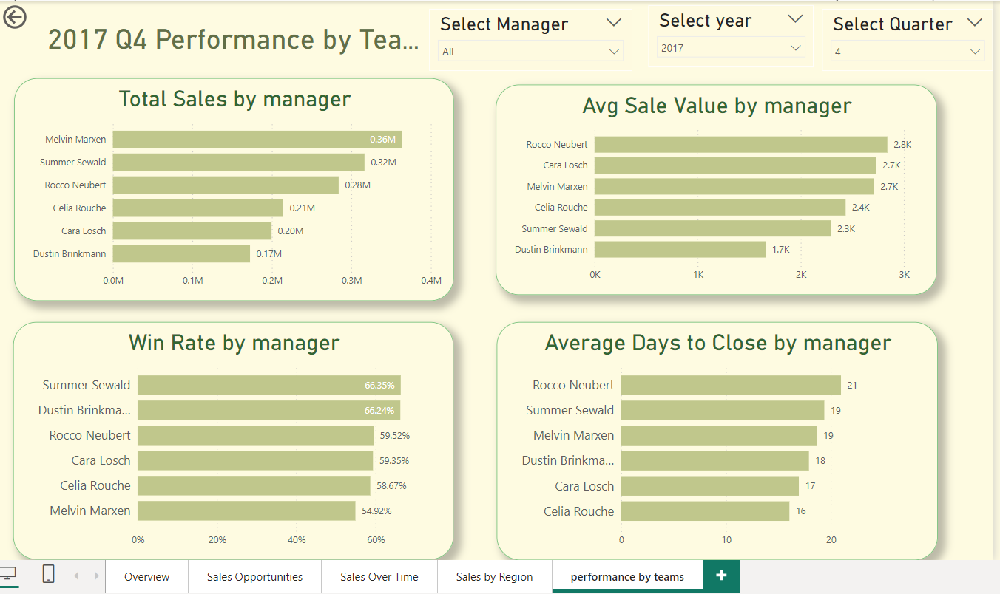 2017 Q4 Performance by Tea...
Select Manager
All
Select year
2017
Select Quarter
4
Total Sales by manager
Melvin Marxen 0.36M
Summer Sewald 0.32M
Rocco Neubert 0.28M
Celia Rouche 0.21M
Cara Losch 0.20M
Dustin Brinkmann 0.17M
0.0M 0.1M 0.2M 0.3M 0.4M
Avg Sale Value by manager
Rocco Neubert 2.8K
Cara Losch 2.7K
Melvin Marxen 2.7K
Celia Rouche 2.4K
Summer Sewald 2.3K
Dustin Brinkmann 1.7K
0K 1K 2K 3K
Win Rate by manager
Summer Sewald 66.35%
Dustin Brinkma... 66.24%
Rocco Neubert 59.52%
Cara Losch 59.35%
Celia Rouche 58.67%
Melvin Marxen 54.92%
0% 20% 40% 60%
Average Days to Close by manager
Rocco Neubert 21
Summer Sewald 19
Melvin Marxen 19
Dustin Brinkma... 18
Cara Losch 17
Celia Rouche 16
0 10 20
Overview Sales Opportunities Sales Over Time Sales by Region performance by teams +